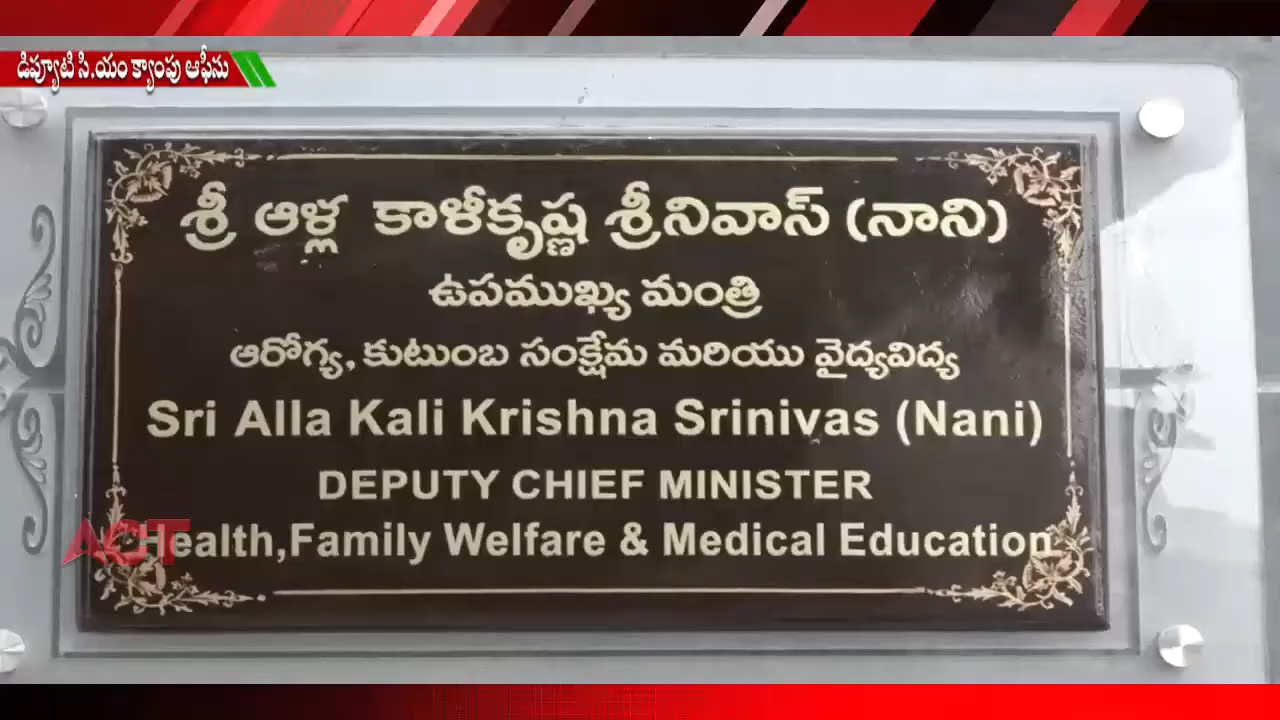 డిప్యూటి సి.యం క్యాంపు ఆఫీసు
శ్రీ ఆళ్ల కాళీకృష్ణ శ్రీనివాస్ (నాని)
ఉపముఖ్య మంత్రి
ఆరోగ్య, కుటుంబ సంక్షేమ మరియు వైద్యవిద్య
Sri Alla Kali Krishna Srinivas (Nani)
DEPUTY CHIEF MINISTER
Health,Family Welfare & Medical Education
ACT